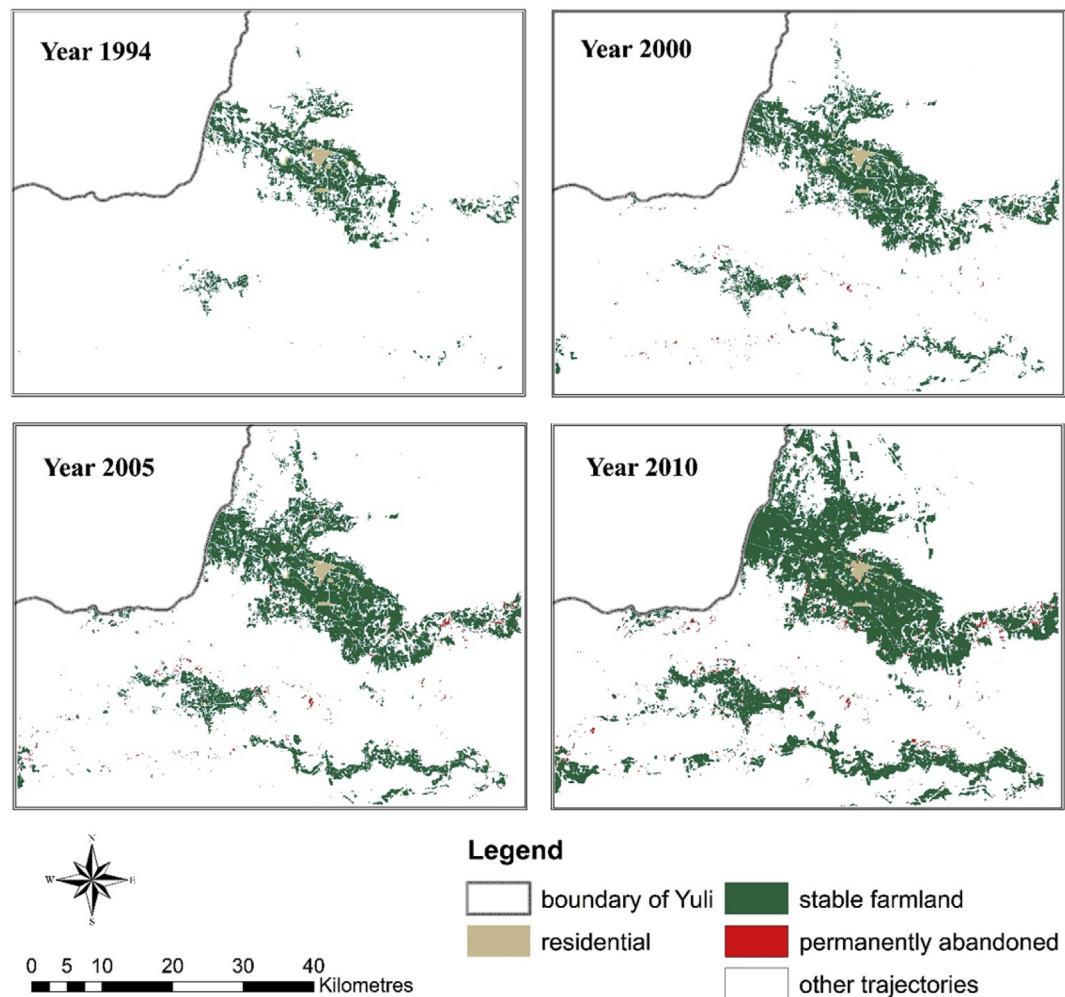 Year 1994
Year 2000
Year 2005
Year 2010
N
W E
S
0 5 10 20 30 40
Kilometres
Legend
boundary of Yuli
stable farmland
residential
permanently abandoned
other trajectories